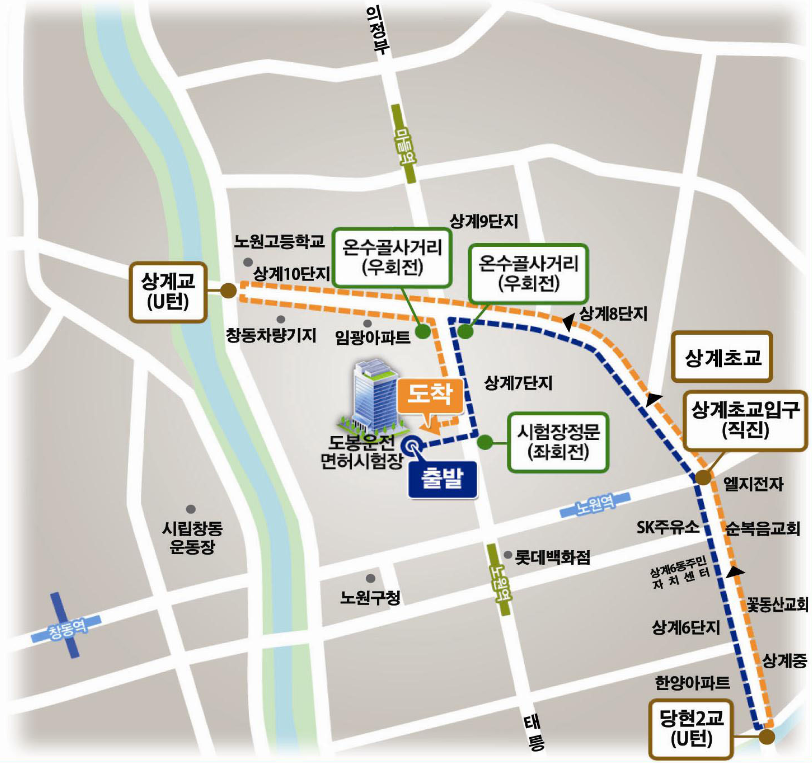 의정부
마들역
상계9단지
노원고등학교
온수골사거리
(우회전)
온수골사거리
(우회전)
상계교
(U턴)
상계10단지
상계8단지
창동차량기지
임광아파트
상계초교
도착
상계7단지
상계초교입구
(직진)
시험장정문
(좌회전)
도봉운전
면허시험장
출발
엘지전자
노원역
시립창동
운동장
SK주유소
순복음교회
롯데백화점
노원역
상계6동주민
자치센터
노원구청
꽃동산교회
창동역
상계6단지
상계중
한양아파트
당현2교
(U턴)
태릉